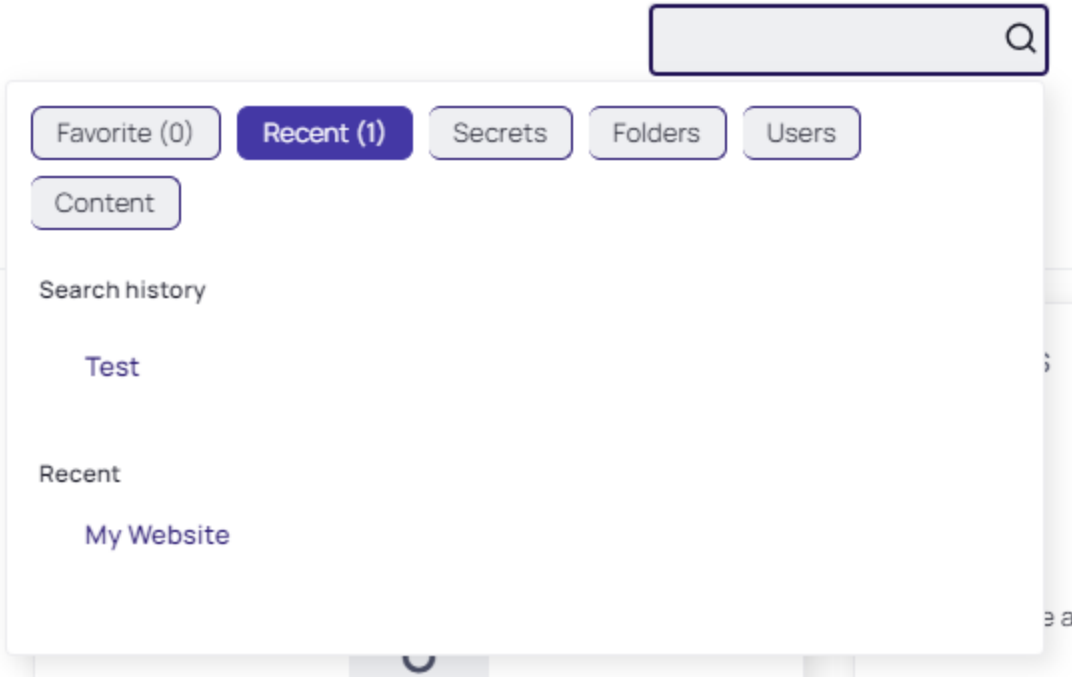 Favorite (0) Recent (1) Secrets Folders Users
Content
Search history
Test
Recent
My Website